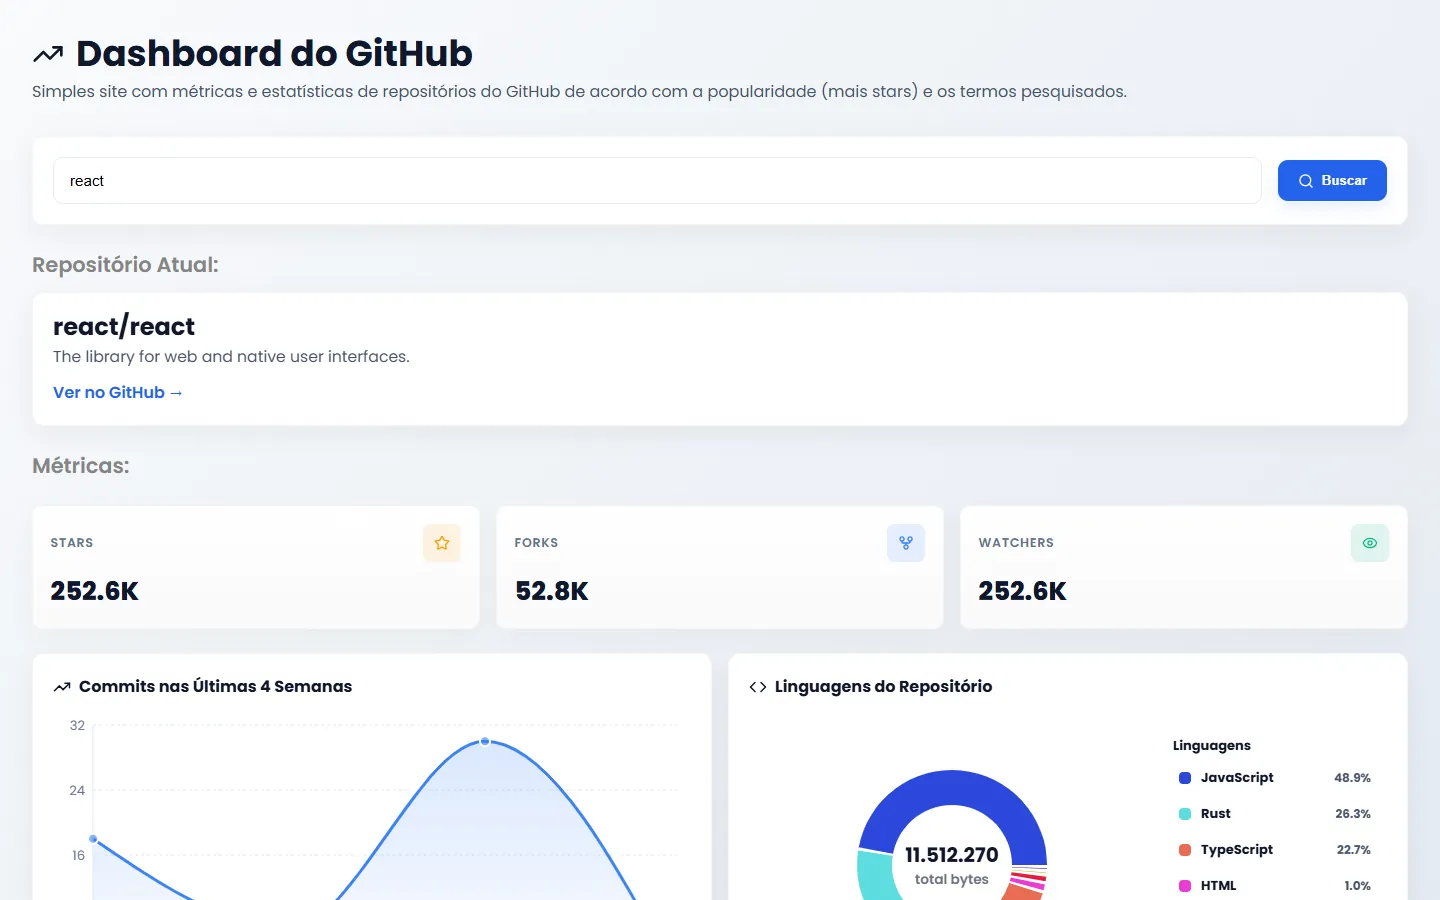 Dashboard do GitHub
Simples site com métricas e estatísticas de repositórios do GitHub de acordo com a popularidade (mais stars) e os termos pesquisados.
react
Buscar
Repositório Atual:
react/react
The library for web and native user interfaces.
Ver no GitHub →
Métricas:
STARS
252.6K
FORKS
52.8K
WATCHERS
252.6K
Commits nas Últimas 4 Semanas
32
24
16
Linguagens do Repositório
11.512.270
total bytes
Linguagens
JavaScript 48.9%
Rust 26.3%
TypeScript 22.7%
HTML 1.0%